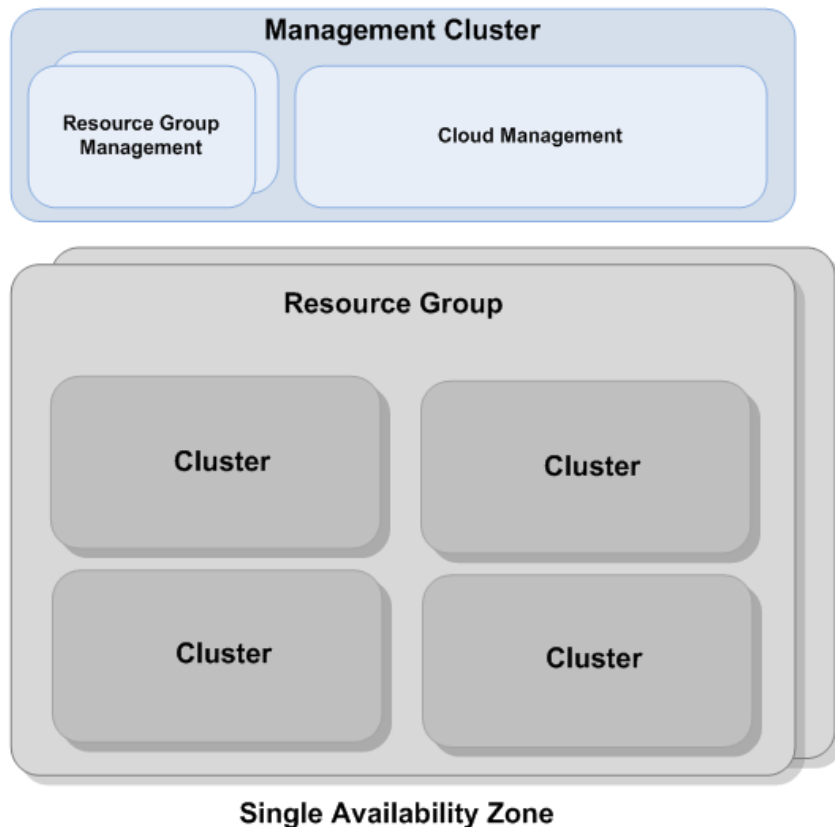 Management Cluster
Resource Group
Management
Cloud Management
Resource Group
Cluster
Cluster
Cluster
Cluster
Single Availability Zone